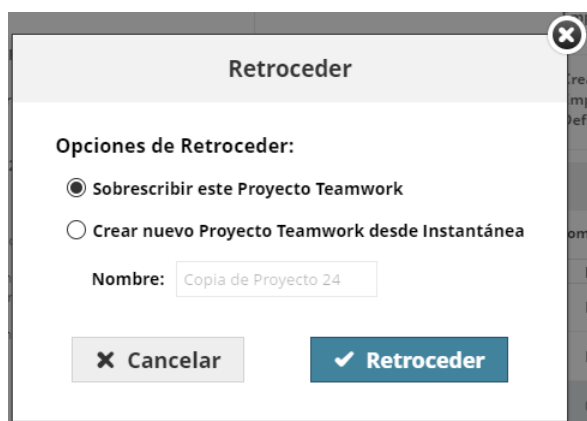 Retroceder
Opciones de Retroceder:
Sobrescribir este Proyecto Teamwork
Crear nuevo Proyecto Teamwork desde Instantánea
Nombre: Copia de Proyecto 24
Cancelar
Retroceder